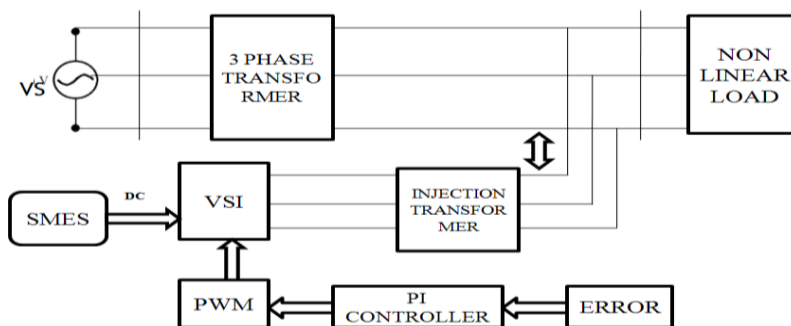 3 PHASE
TRANSFO
RMER
NON
LINEAR
LOAD
VS
V
VSI
INJECTION
TRANSFOR
MER
DC
SMES
PWM
PI
CONTROLLER
ERROR